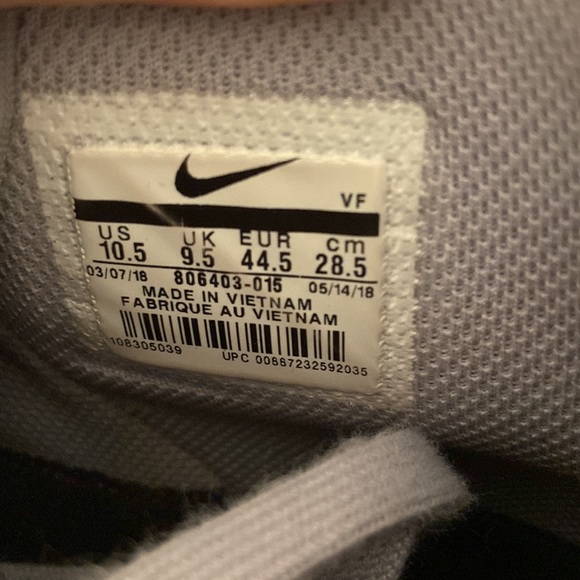 VF
US UK EUR cm
10.5 9.5 44.5 28.5
03/07/18 806403-015 05/14/18
MADE IN VIETNAM
FABRIQUE AU VIETNAM
108305039 UPC 00887232592035